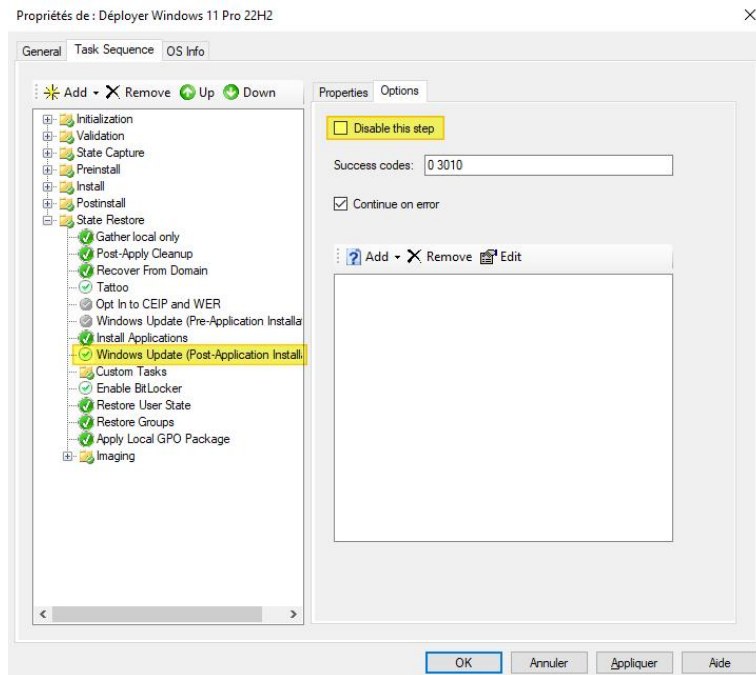 Propriétés de : Déployer Windows 11 Pro 22H2
General Task Sequence OS Info
Add Remove Up Down
Initialization
Validation
State Capture
Preinstall
Install
Postinstall
State Restore
Gather local only
Post-Apply Cleanup
Recover From Domain
Tattoo
Opt In to CEIP and WER
Windows Update (Pre-Application Installa
Install Applications
Windows Update (Post-Application Install
Custom Tasks
Enable BitLocker
Restore User State
Restore Groups
Apply Local GPO Package
Imaging
Properties Options
Disable this step
Success codes: 0 3010
Continue on error
Add Remove Edit
OK Annuler Appliquer Aide